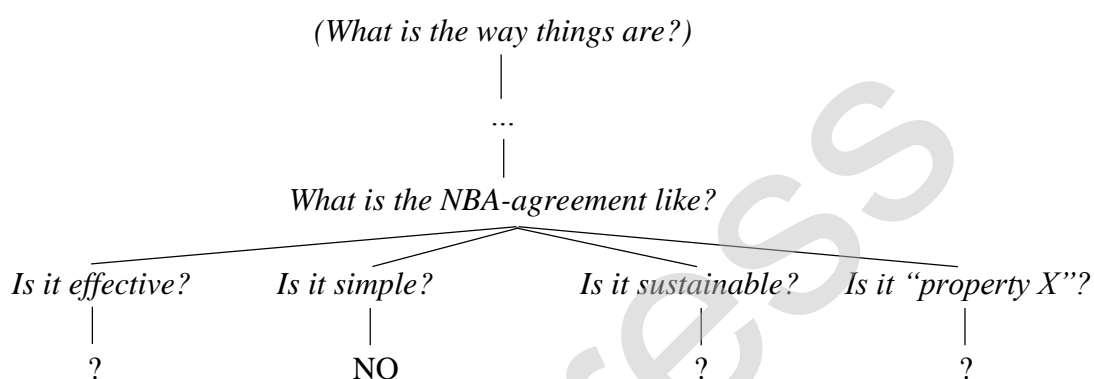 (What is the way things are?)
...
What is the NBA-agreement like?
Is it effective? Is it simple? Is it sustainable? Is it “property X”?
? NO ? ?
ess